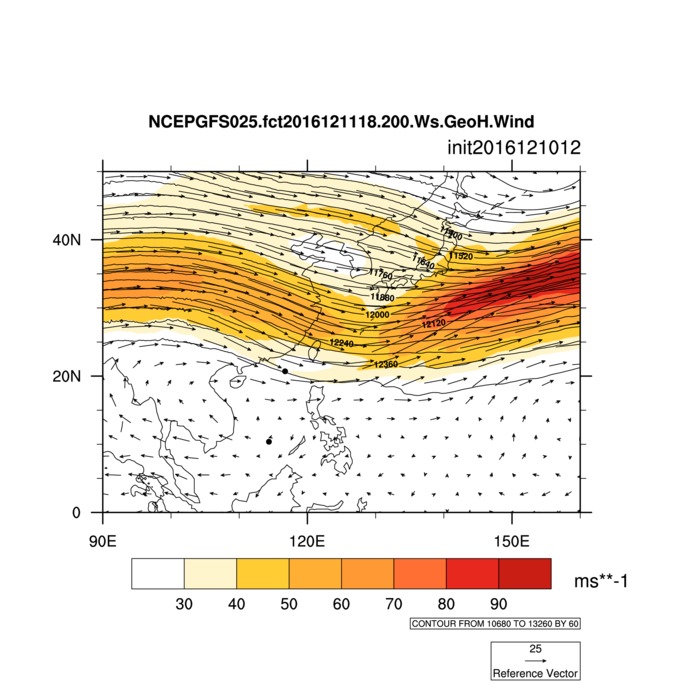 NCEPGFS025.fct2016121118.200.Ws.GeoH.Wind
init2016121012
40N
20N
0
90E 120E 150E
11400
11520
11640
11760
11880
12000
12120
12240
12360
30 40 50 60 70 80 90
ms**-1
CONTOUR FROM 10680 TO 13260 BY 60
25
Reference Vector